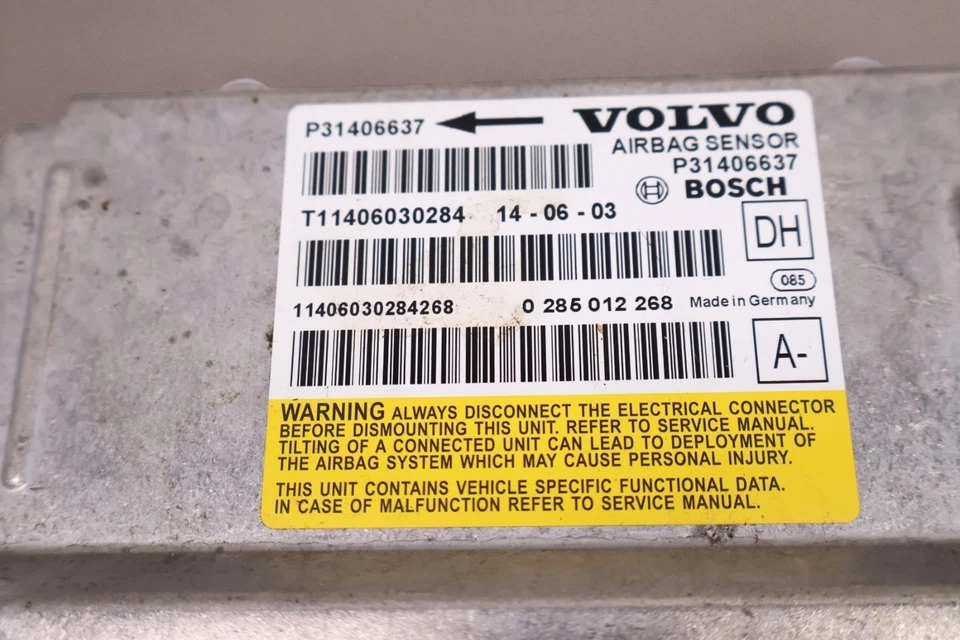 P31406637
VOLVO
AIRBAG SENSOR
P31406637
BOSCH
T11406030284 14-06-03
DH
085
11406030284268 0 285 012 268 Made in Germany
A-
WARNING ALWAYS DISCONNECT THE ELECTRICAL CONNECTOR
BEFORE DISMOUNTING THIS UNIT. REFER TO SERVICE MANUAL.
TILTING OF A CONNECTED UNIT CAN LEAD TO DEPLOYMENT OF
THE AIRBAG SYSTEM WHICH MAY CAUSE PERSONAL INJURY.
THIS UNIT CONTAINS VEHICLE SPECIFIC FUNCTIONAL DATA.
IN CASE OF MALFUNCTION REFER TO SERVICE MANUAL.